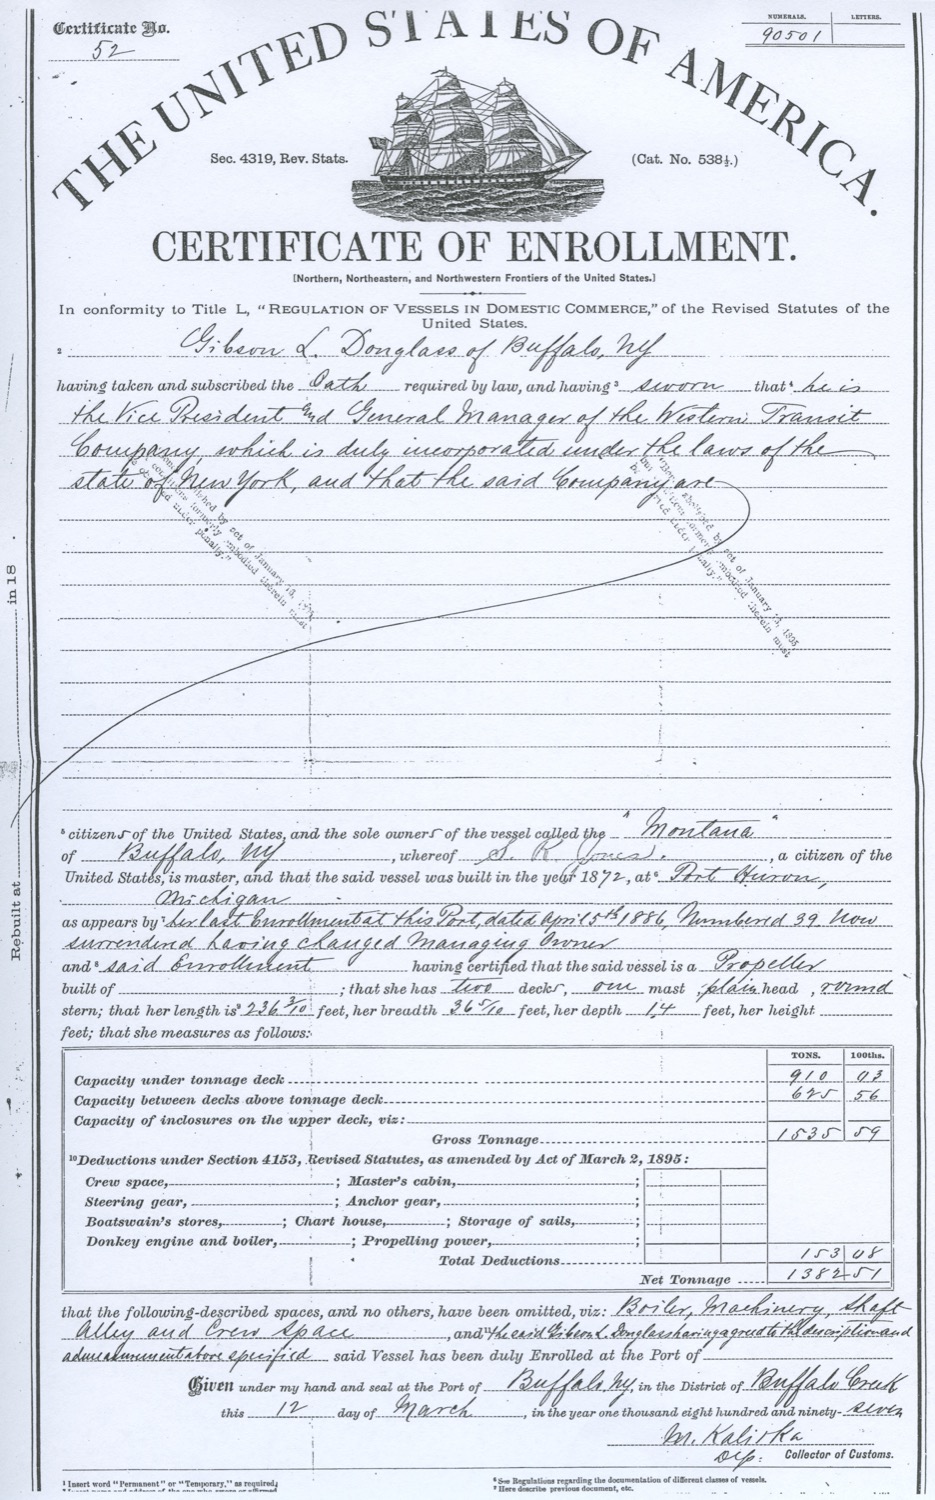 Certificate No.
52
NUMERALS. LETTERS.
90501
THE UNITED STATES OF AMERICA.
Sec. 4319, Rev. Stats.
(Cat. No. 538½.)
CERTIFICATE OF ENROLLMENT.
[Northern, Northeastern, and Northwestern Frontiers of the United States.]
In conformity to Title L, "REGULATION OF VESSELS IN DOMESTIC COMMERCE," of the Revised Statutes of the
United States.
2 Gibson L. Douglass of Buffalo, NY
having taken and subscribed the Oath required by law, and having 3 sworn that 4 he is
the Vice President and General Manager of the Western Transit
Company, which is duly incorporated under the laws of the
state of New York, and that the said Company are
5 citizens of the United States, and the sole owners of the vessel called the "Montana"
of Buffalo, NY, whereof S. K. Jones., a citizen of the
United States, is master, and that the said vessel was built in the year 1872, at 6 Port Huron,
Michigan
as appears by 7 her last Enrollment at this Port, dated April 5th 1886, Numbered 39. Now
surrendered having changed Managing Owner
and 8 said Enrollment having certified that the said vessel is a Propeller
built of ; that she has two decks, one mast plain head, round
stern; that her length is 9 236 3/10 feet, her breadth 36 5/10 feet, her depth 14 feet, her height
feet; that she measures as follows:
TONS. 100ths.
Capacity under tonnage deck 910 03
Capacity between decks above tonnage deck 625 56
Capacity of inclosures on the upper deck, viz:
Gross Tonnage 1535 59
10 Deductions under Section 4153, Revised Statutes, as amended by Act of March 2, 1895:
Crew space, ; Master's cabin, ;
Steering gear, ; Anchor gear, ;
Boatswain's stores, ; Chart house, ; Storage of sails, ;
Donkey engine and boiler, ; Propelling power, ;
Total Deductions 153 08
Net Tonnage 1382 51
that the following-described spaces, and no others, have been omitted, viz: Boiler, Machinery, Shaft
Alley and Crew Space, and 11 the said Gibson L. Douglass having agreed to the description and
admeasurement above specified said Vessel has been duly Enrolled at the Port of
Given under my hand and seal at the Port of Buffalo, NY, in the District of Buffalo Creek
this 12 day of March, in the year one thousand eight hundred and ninety-seven
M. Kaliska
Dep. Collector of Customs.
1 Insert word "Permanent" or "Temporary," as required;
6 See Regulations regarding the documentation of different classes of vessels.
7 Here describe previous document, etc.
Rebuilt at in 18